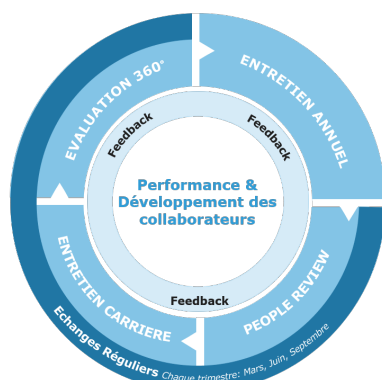 EVALUATION 360°
ENTRETIEN ANNUEL
Feedback
Feedback
Performance &
Développement des
collaborateurs
Feedback
ENTRETIEN CARRIERE
PEOPLE REVIEW
Echanges Réguliers Chaque trimestre: Mars, Juin, Septembre